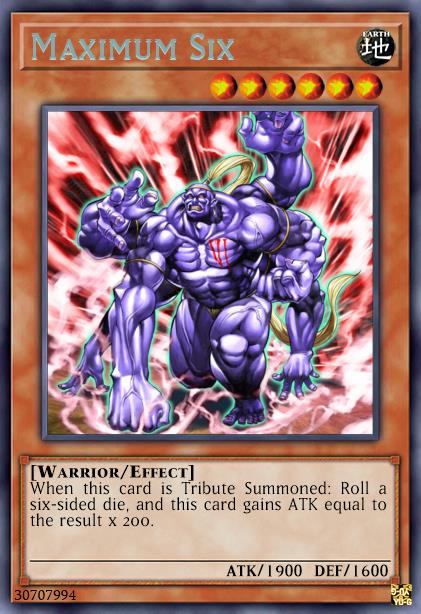 Maximum Six
EARTH
地
[Warrior/Effect]
When this card is Tribute Summoned: Roll a
six-sided die, and this card gains ATK equal to
the result x 200.
ATK/1900 DEF/1600
30707994